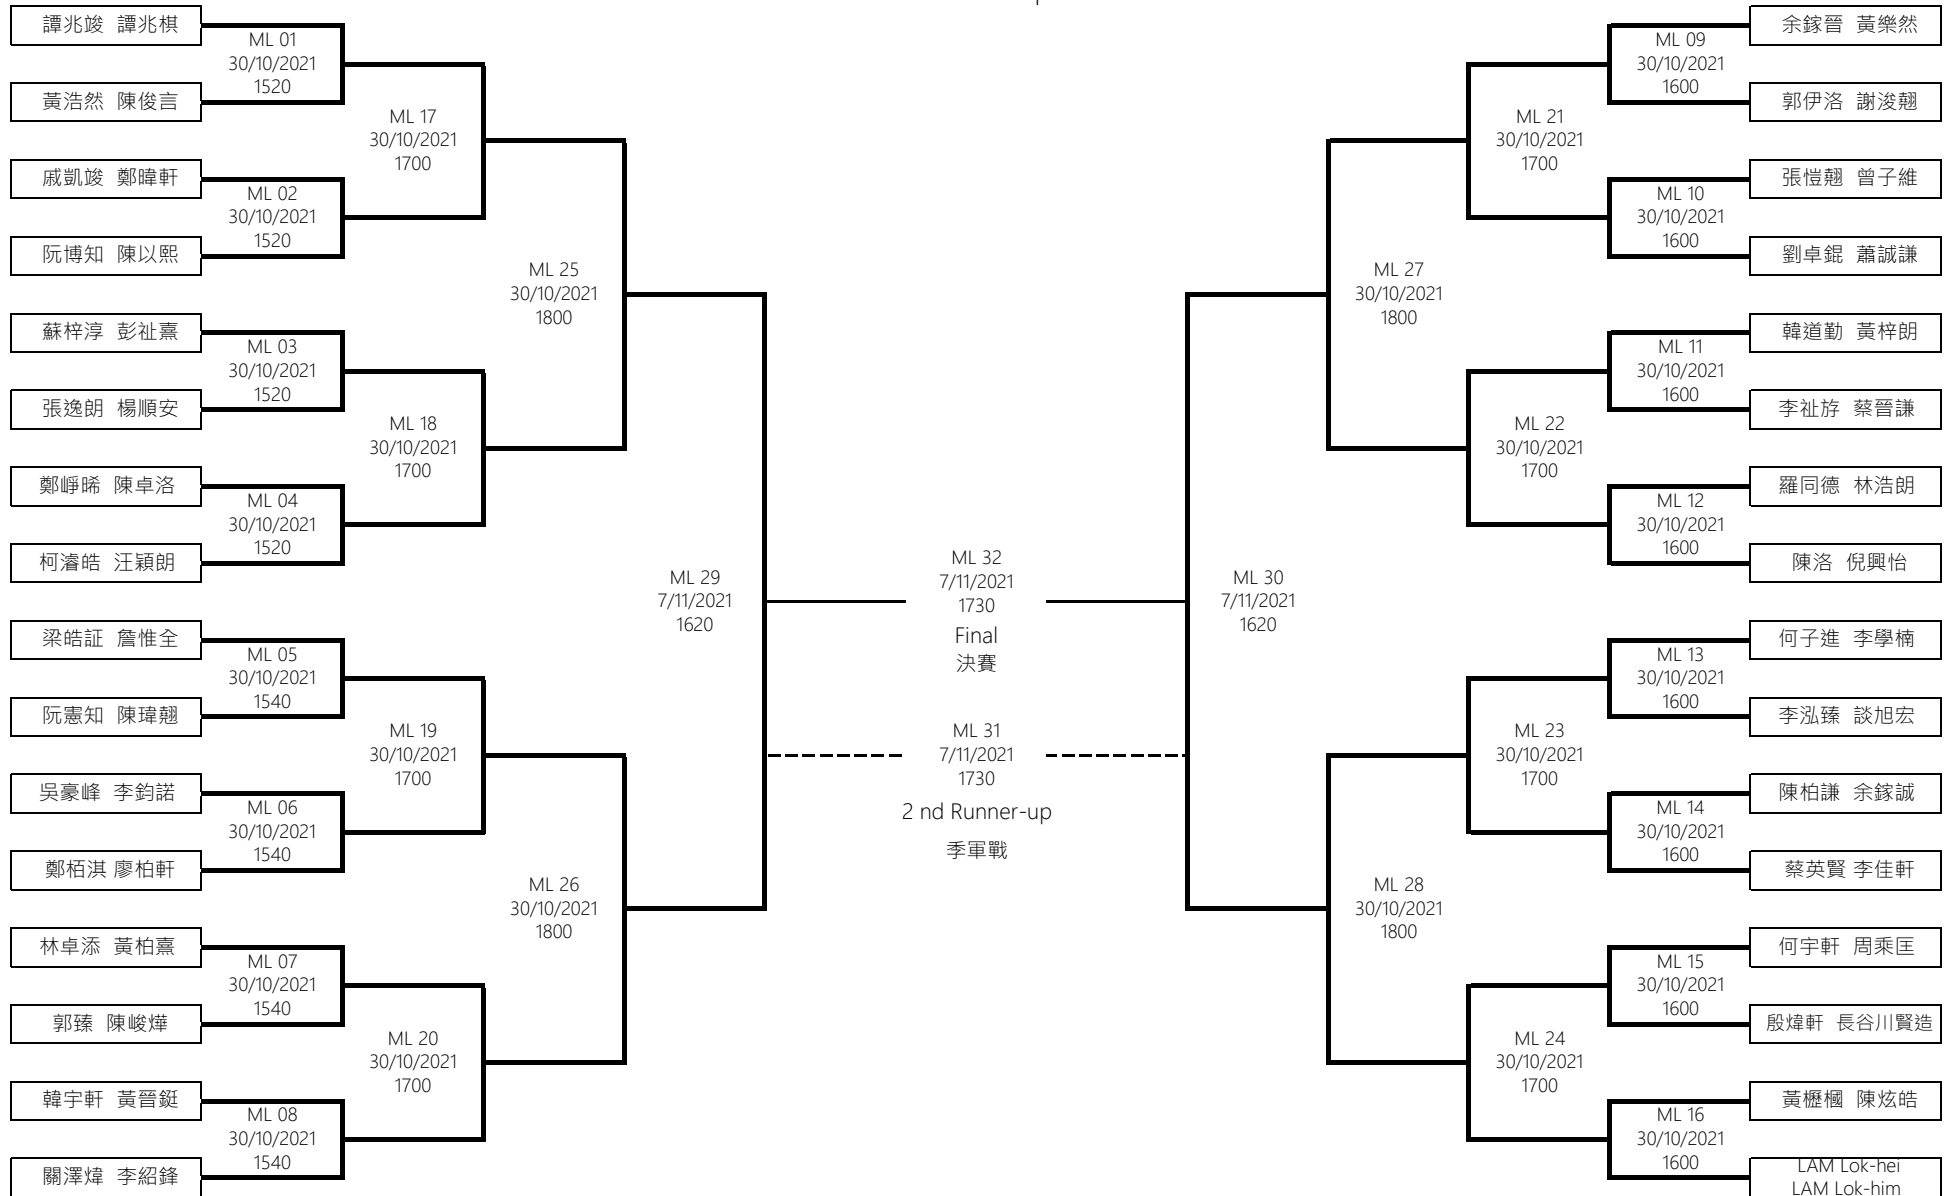 譚兆竣 譚兆棋
ML 01
30/10/2021
1520
黃浩然 陳俊言
ML 17
30/10/2021
1700
戚凱竣 鄭暐軒
ML 02
30/10/2021
1520
阮博知 陳以熙
ML 25
30/10/2021
1800
蘇梓淳 彭祉熹
ML 03
30/10/2021
1520
張逸朗 楊順安
ML 18
30/10/2021
1700
鄭崢晞 陳卓洛
ML 04
30/10/2021
1520
柯濬皓 汪穎朗
ML 29
7/11/2021
1620
梁皓証 詹惟全
ML 05
30/10/2021
1540
阮憲知 陳瑋翹
ML 19
30/10/2021
1700
吳豪峰 李鈞諾
ML 06
30/10/2021
1540
鄭栢淇 廖柏軒
ML 26
30/10/2021
1800
林卓添 黃柏熹
ML 07
30/10/2021
1540
郭臻 陳峻燁
ML 20
30/10/2021
1700
韓宇軒 黃晉鋌
ML 08
30/10/2021
1540
關澤煒 李紹鋒
ML 32
7/11/2021
1730
Final
決賽
ML 31
7/11/2021
1730
2 nd Runner-up
季軍戰
余鎵晉 黃樂然
ML 09
30/10/2021
1600
郭伊洛 謝浚翹
ML 21
30/10/2021
1700
張愷翹 曾子維
ML 10
30/10/2021
1600
劉卓錕 蕭誠謙
ML 27
30/10/2021
1800
韓道勤 黃梓朗
ML 11
30/10/2021
1600
李祉斿 蔡晉謙
ML 22
30/10/2021
1700
羅同德 林浩朗
ML 12
30/10/2021
1600
陳洛 倪興怡
ML 30
7/11/2021
1620
何子進 李學楠
ML 13
30/10/2021
1600
李泓臻 談旭宏
ML 23
30/10/2021
1700
陳柏謙 余鎵誠
ML 14
30/10/2021
1600
蔡英賢 李佳軒
ML 28
30/10/2021
1800
何宇軒 周乘匡
ML 15
30/10/2021
1600
殷煒軒 長谷川賢造
ML 24
30/10/2021
1700
黃櫪樃 陳炫皓
ML 16
30/10/2021
1600
LAM Lok-hei
LAM Lok-him